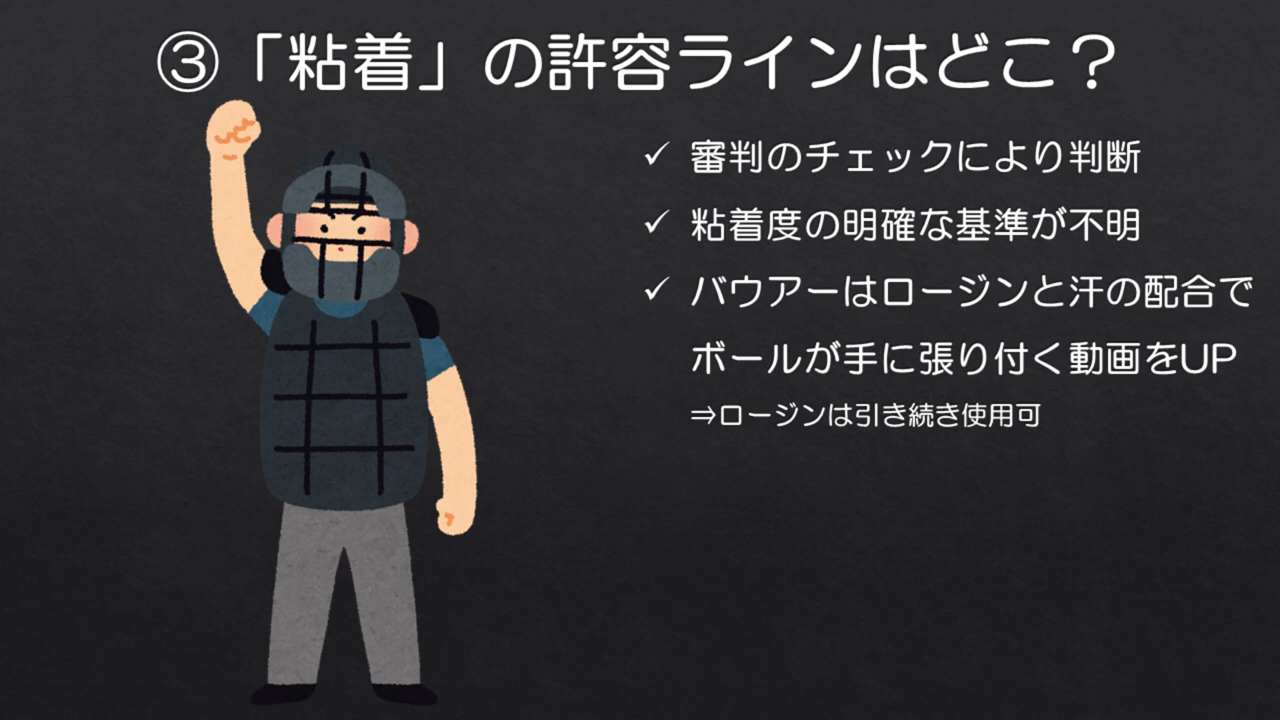 ③「粘着」の許容ラインはどこ？
✓ 審判のチェックにより判断
✓ 粘着度の明確な基準が不明
✓ バウアーはロージンと汗の配合で
ボールが手に張り付く動画をUP
⇒ロージンは引き続き使用可